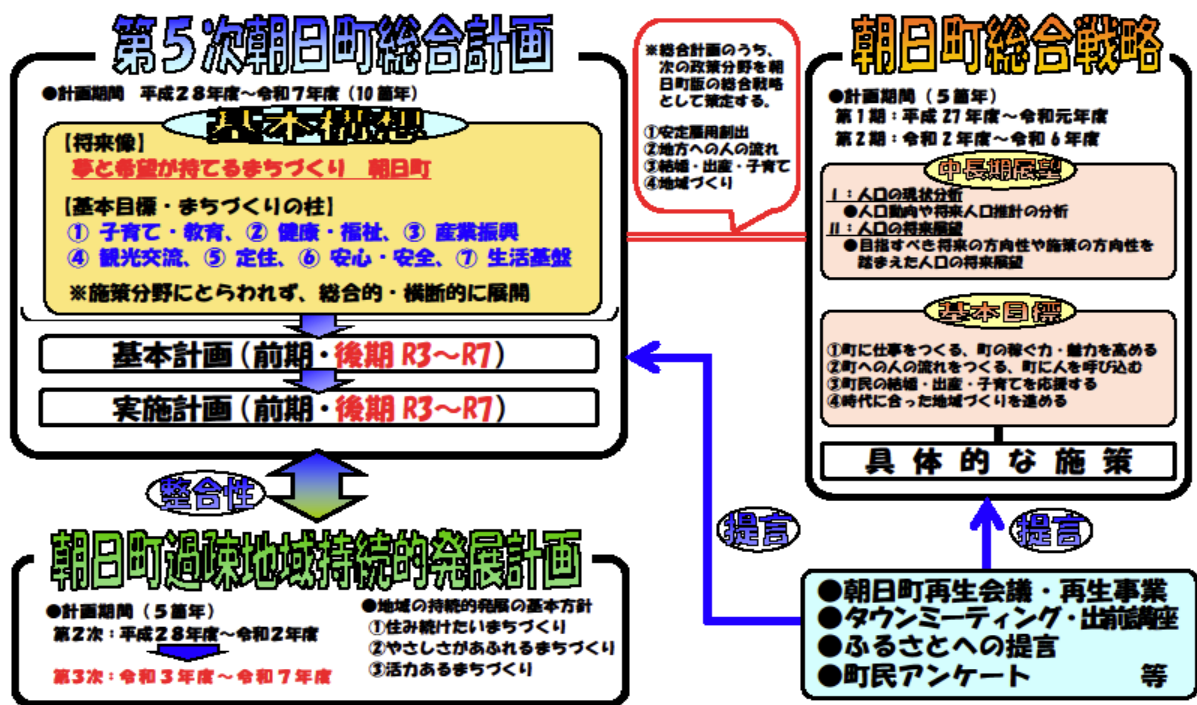 第5次朝日町総合計画
●計画期間 平成28年度～令和7年度(10箇年)
基本構想
【将来像】
夢と希望が持てるまちづくり 朝日町
【基本目標・まちづくりの柱】
① 子育て・教育、② 健康・福祉、③ 産業振興
④ 観光交流、⑤ 定住、⑥ 安心・安全、⑦ 生活基盤
※施策分野にとらわれず、総合的・横断的に展開
基本計画(前期・後期R3～R7)
実施計画(前期・後期R3～R7)
※総合計画のうち、
次の政策分野を朝
日町版の総合戦略
として策定する。
①安定雇用創出
②地方への人の流れ
③結婚・出産・子育て
④地域づくり
朝日町総合戦略
●計画期間(5箇年)
第1期:平成27年度～令和元年度
第2期:令和2年度～令和6年度
中長期展望
Ⅰ:人口の現状分析
●人口動向や将来人口推計の分析
Ⅱ:人口の将来展望
●目指すべき将来の方向性や施策の方向性を
踏まえた人口の将来展望
基本目標
①町に仕事をつくる、町の稼ぐ力・魅力を高める
②町への人の流れをつくる、町に人を呼び込む
③町民の結婚・出産・子育てを応援する
④時代に合った地域づくりを進める
具体的な施策
整合性
提言
提言
朝日町過疎地域持続的発展計画
●計画期間(5箇年)
第2次:平成28年度～令和2年度
第3次:令和3年度～令和7年度
●地域の持続的発展の基本方針
①住み続けたいまちづくり
②やさしさがあふれるまちづくり
③活力あるまちづくり
●朝日町再生会議・再生事業
●タウンミーティング・出前講座
●ふるさとへの提言
●町民アンケート 等